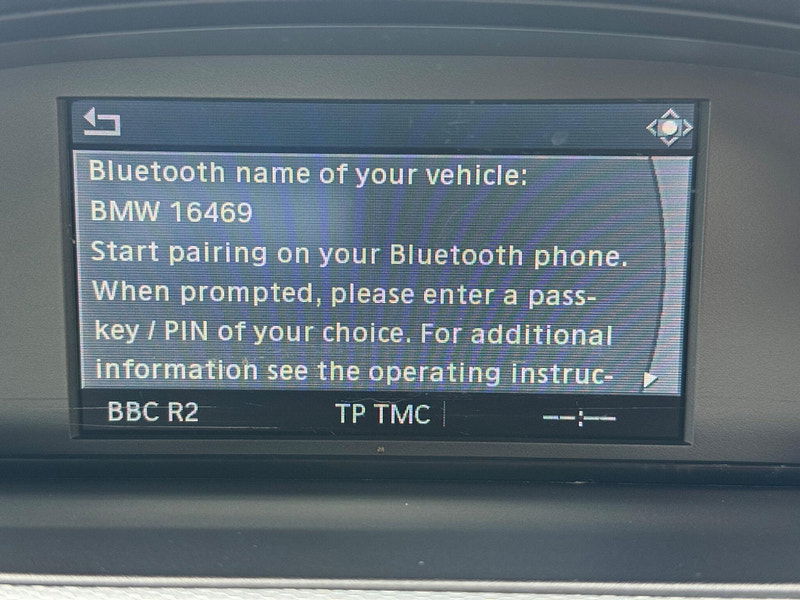 Bluetooth name of your vehicle:
BMW 16469
Start pairing on your Bluetooth phone.
When prompted, please enter a pass-
key / PIN of your choice. For additional
information see the operating instruc-
BBC R2 TP TMC --:--